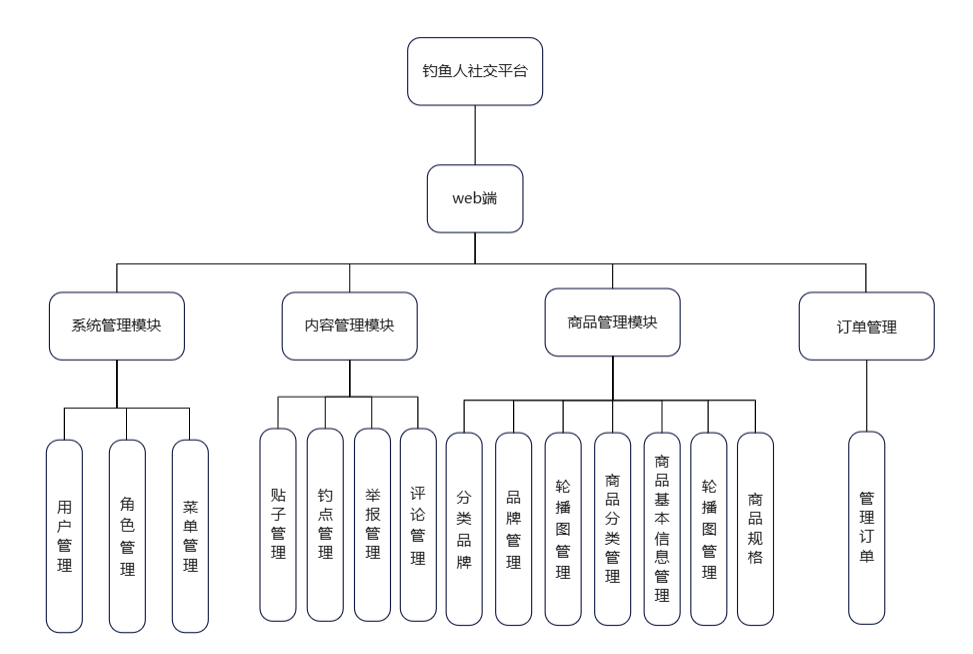 钓鱼人社交平台
web端
系统管理模块
内容管理模块
商品管理模块
订单管理
用户管理
角色管理
菜单管理
贴子管理
钓点管理
举报管理
评论管理
分类品牌
品牌管理
轮播图管理
商品分类管理
商品基本信息管理
轮播图管理
商品规格
管理订单